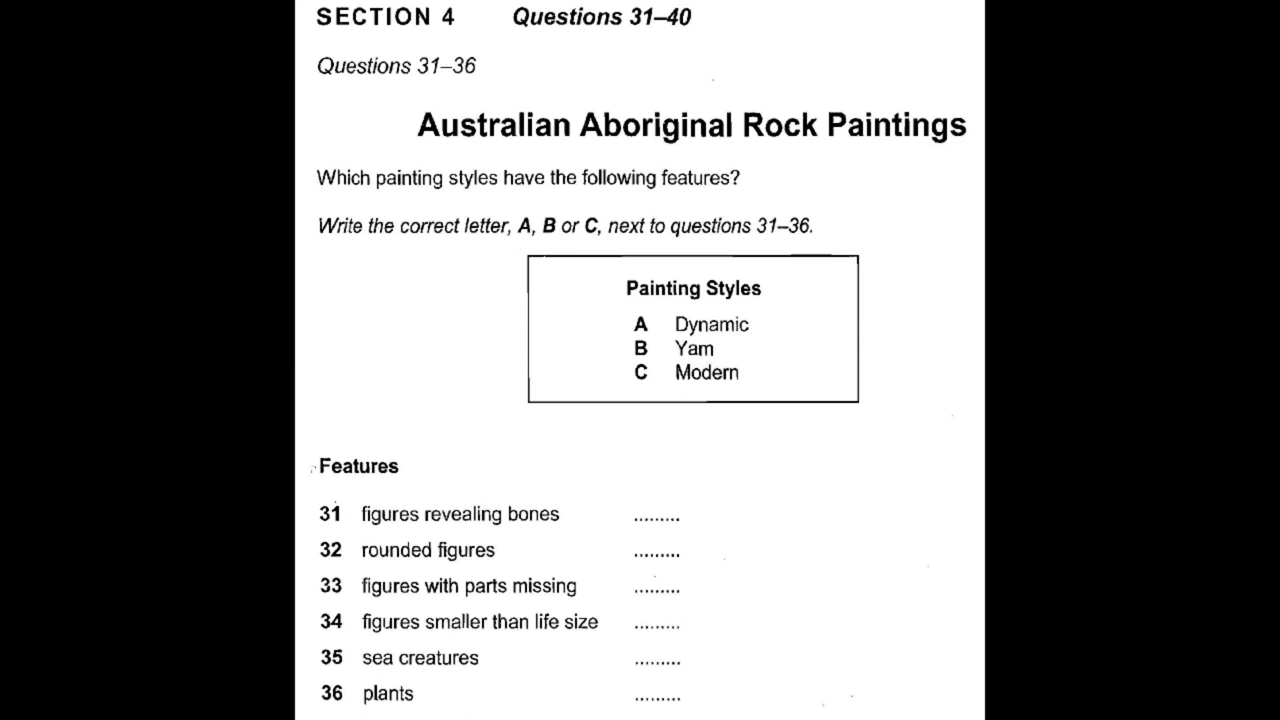 SECTION 4 Questions 31–40
Questions 31–36
Australian Aboriginal Rock Paintings
Which painting styles have the following features?
Write the correct letter, A, B or C, next to questions 31–36.
Painting Styles
A Dynamic
B Yam
C Modern
Features
31 figures revealing bones .........
32 rounded figures .........
33 figures with parts missing .........
34 figures smaller than life size .........
35 sea creatures .........
36 plants .........